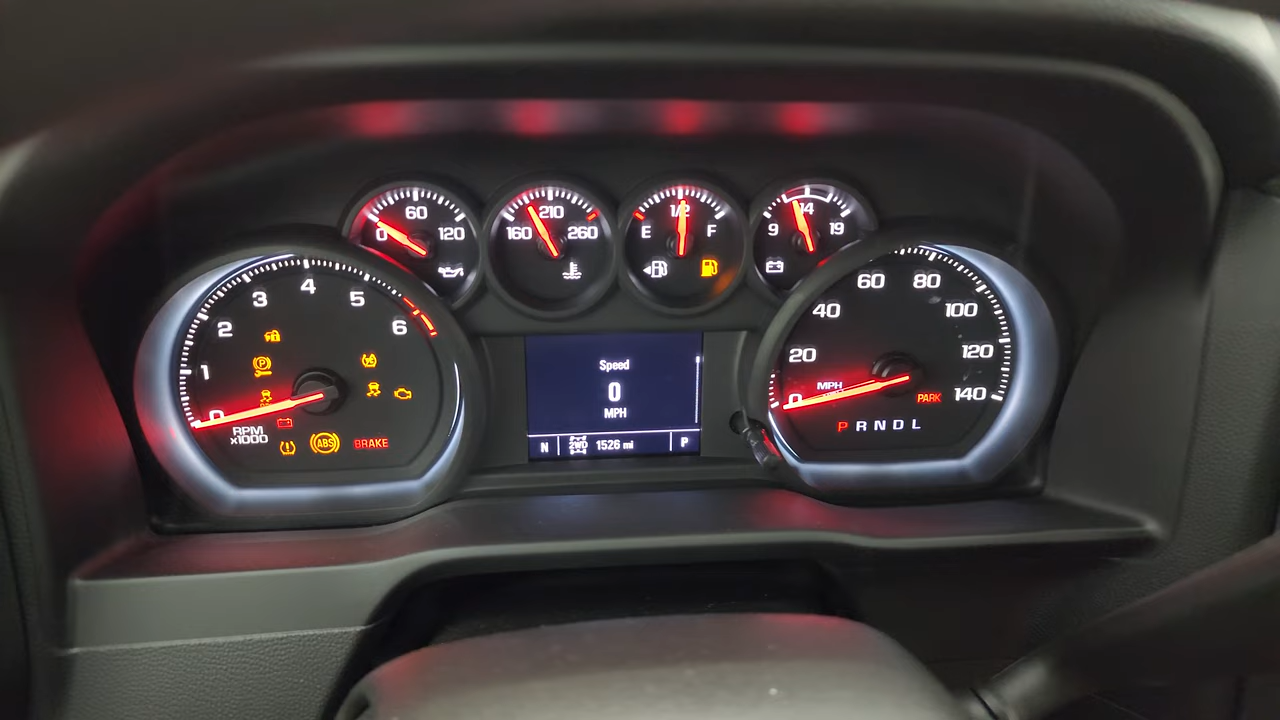 60
0 120
210
160 260
1/2
E F
14
9 19
4
3 5
2 6
1
0
RPM
x1000
P
ABS
BRAKE
Speed
0
MPH
N 2WD 1526 mi P
60 80
40 100
20 120
0 140
MPH
PARK
P R N D L